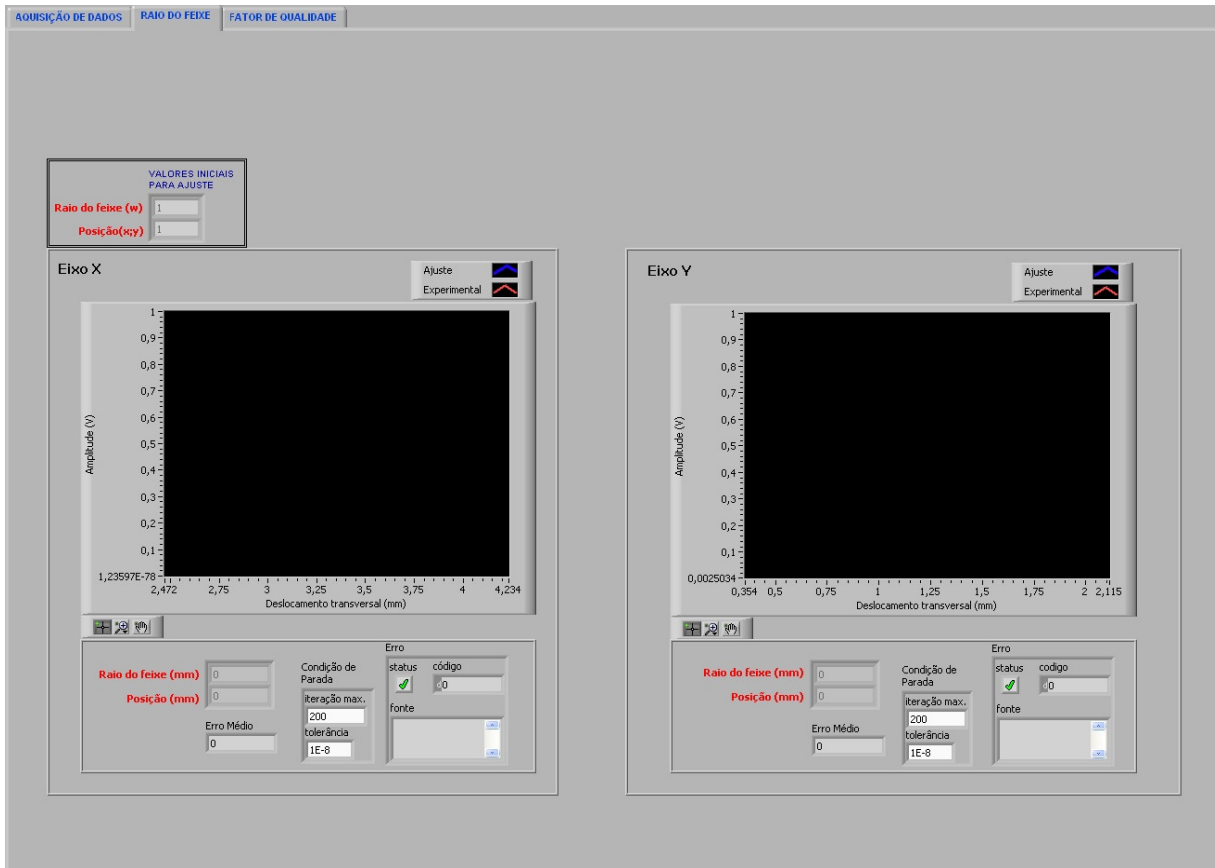 AQUISIÇÃO DE DADOS
RAIO DO FEIXE
FATOR DE QUALIDADE
VALORES INICIAIS
PARA AJUSTE
Raio do feixe (w)
1
Posição(x;y)
1
Eixo X
Ajuste
Experimental
1
0,9
0,8
0,7
0,6
0,5
0,4
0,3
0,2
0,1
1,23597E-78
Amplitude (V)
2,472 2,75 3 3,25 3,5 3,75 4 4,234
Deslocamento transversal (mm)
Raio do feixe (mm)
0
Posição (mm)
0
Erro Médio
0
Condição de
Parada
iteração max.
200
tolerância
1E-8
Erro
status código
0
fonte
Eixo Y
Ajuste
Experimental
1
0,9
0,8
0,7
0,6
0,5
0,4
0,3
0,2
0,1
0,0025034
Amplitude (V)
0,354 0,5 0,75 1 1,25 1,5 1,75 2 2,115
Deslocamento transversal (mm)
Raio do feixe (mm)
0
Posição (mm)
0
Erro Médio
0
Condição de
Parada
iteração max.
200
tolerância
1E-8
Erro
status codigo
0
fonte